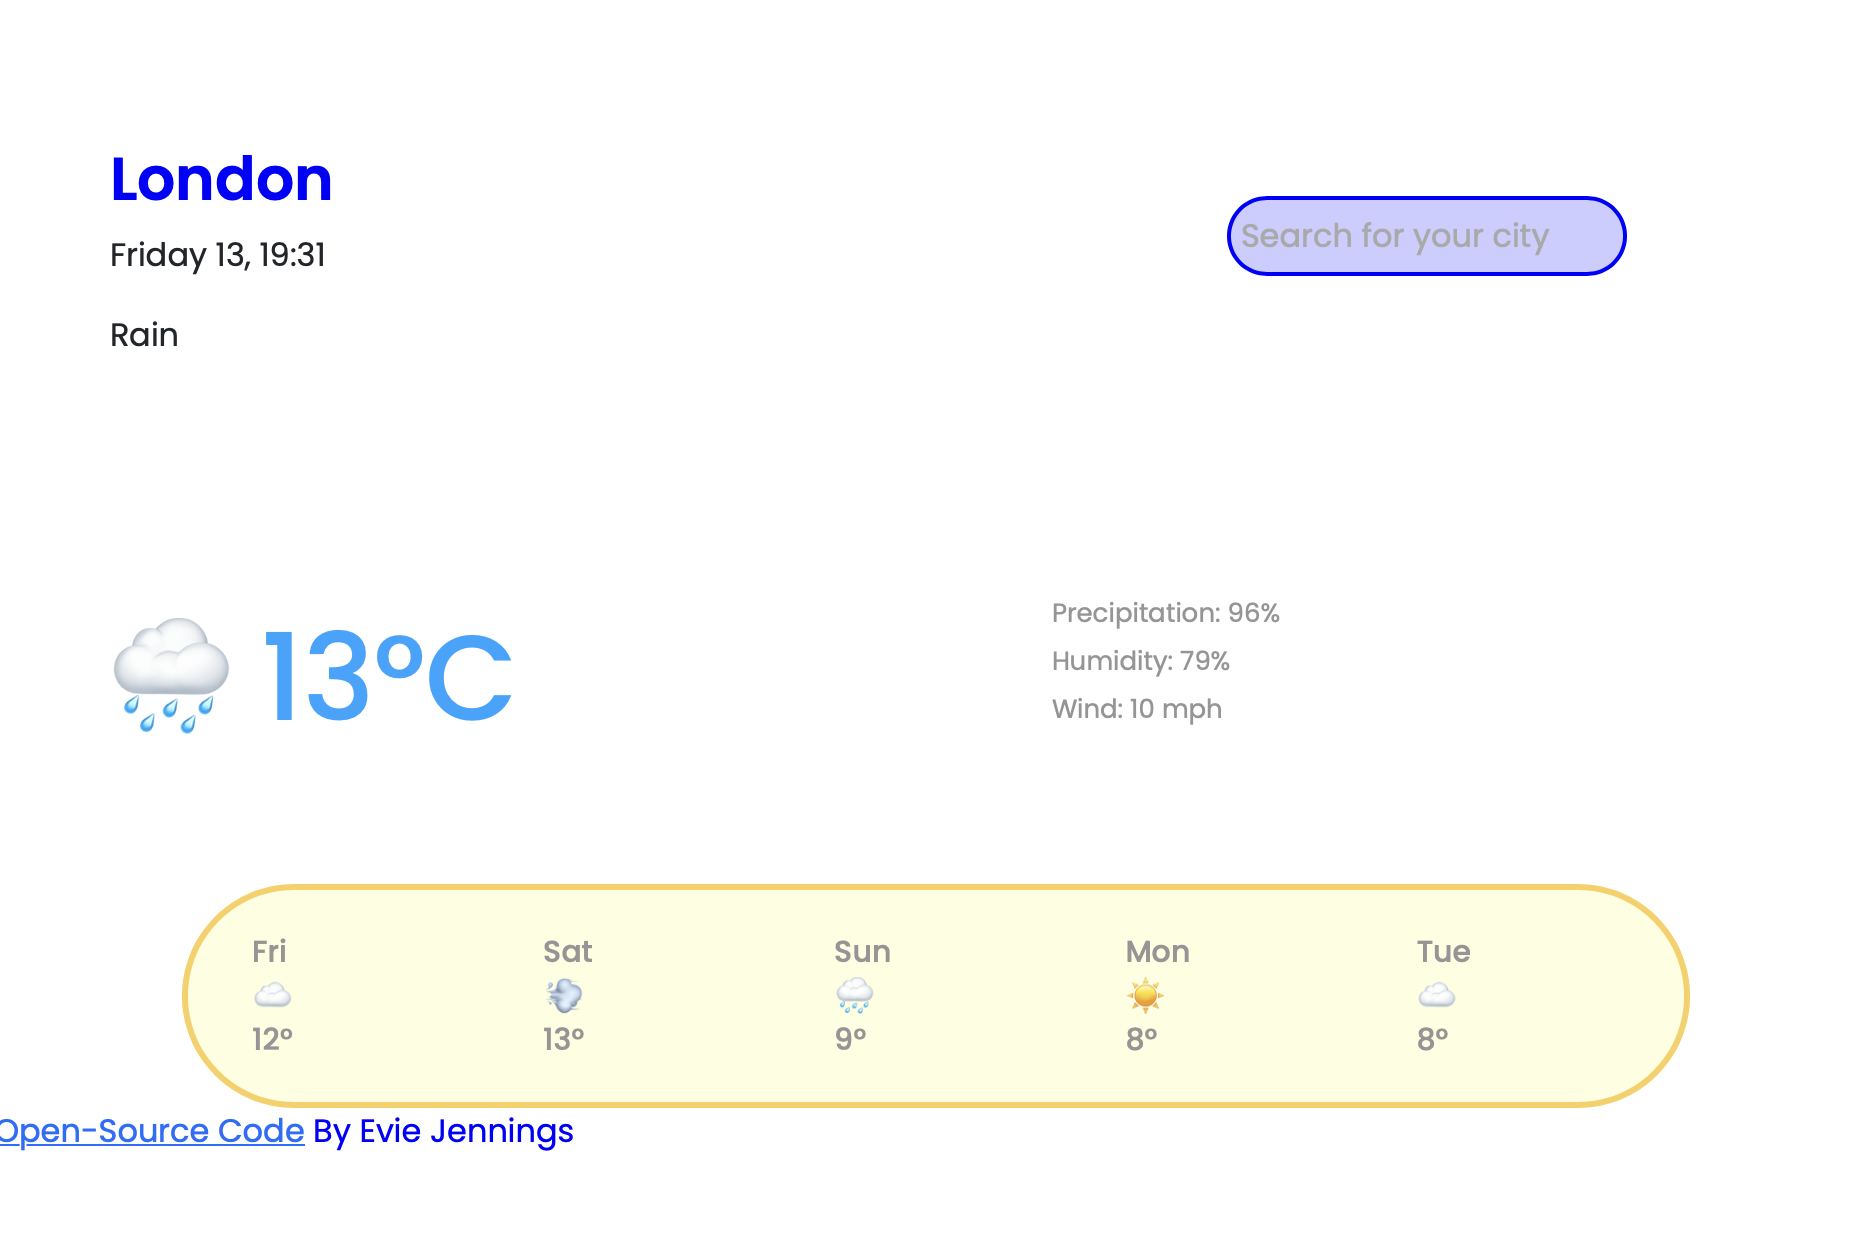 London
Friday 13, 19:31
Search for your city
Rain
13°C
Precipitation: 96%
Humidity: 79%
Wind: 10 mph
Fri Sat Sun Mon Tue
12° 13° 9° 8° 8°
Open-Source Code By Evie Jennings